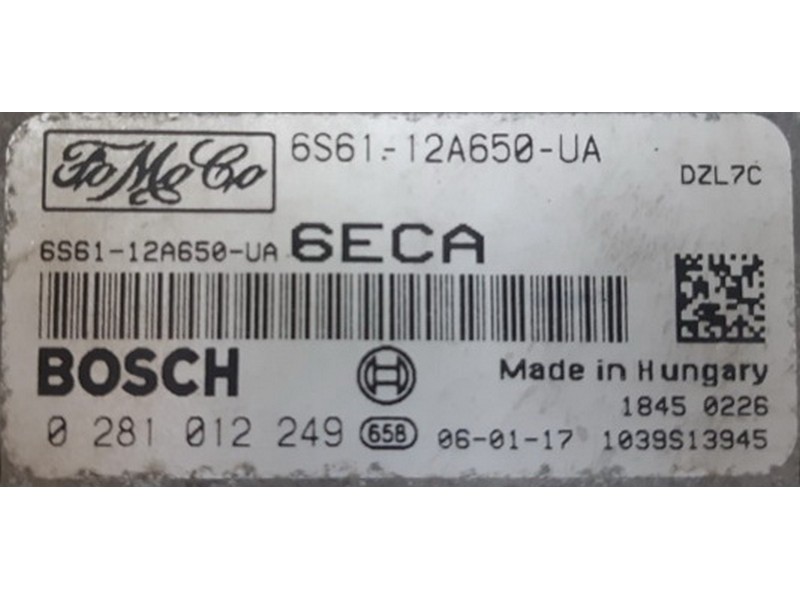 FoMoCo 6S61-12A650-UA
DZL7C
6S61-12A650-UA 6ECA
BOSCH
Made in Hungary
1845 0226
0 281 012 249 658 06-01-17 1039S13945